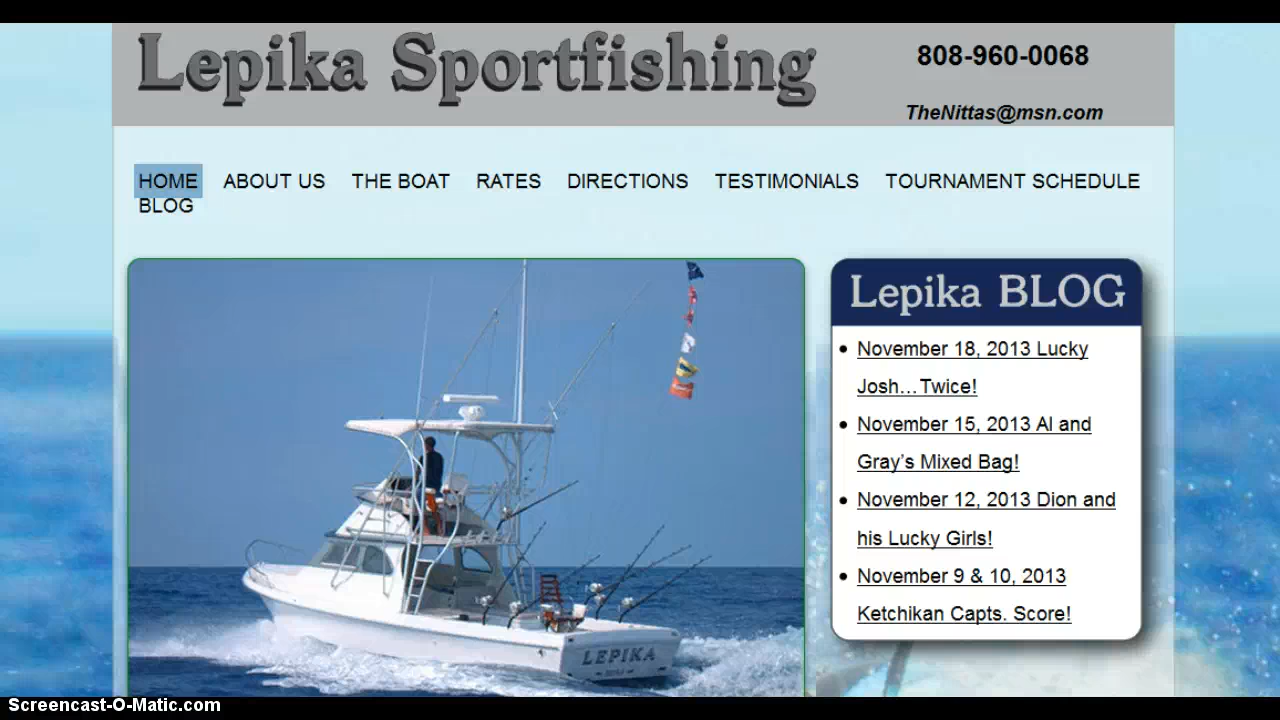 Lepika Sportfishing
808-960-0068
TheNittas@msn.com
HOME ABOUT US THE BOAT RATES DIRECTIONS TESTIMONIALS TOURNAMENT SCHEDULE
BLOG
Lepika BLOG
November 18, 2013 Lucky
Josh…Twice!
November 15, 2013 Al and
Gray’s Mixed Bag!
November 12, 2013 Dion and
his Lucky Girls!
November 9 & 10, 2013
Ketchikan Capts. Score!
LEPIKA
Screencast-O-Matic.com